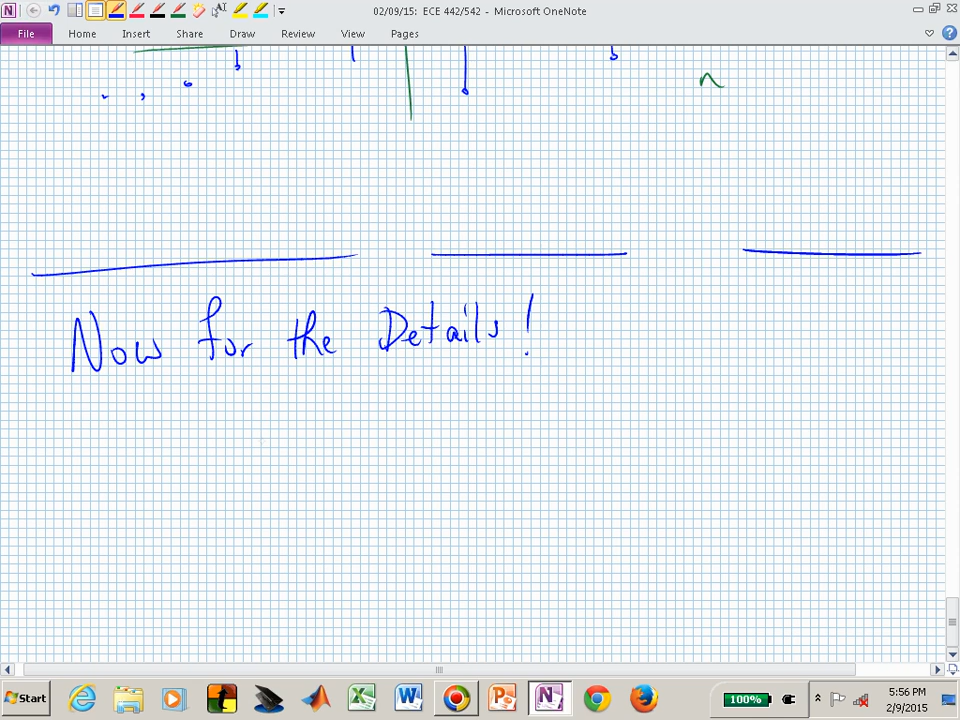 02/09/15: ECE 442/542 - Microsoft OneNote
File Home Insert Share Draw Review View Pages
n
Now for the Details!
Start 100% 5:56 PM
2/9/2015